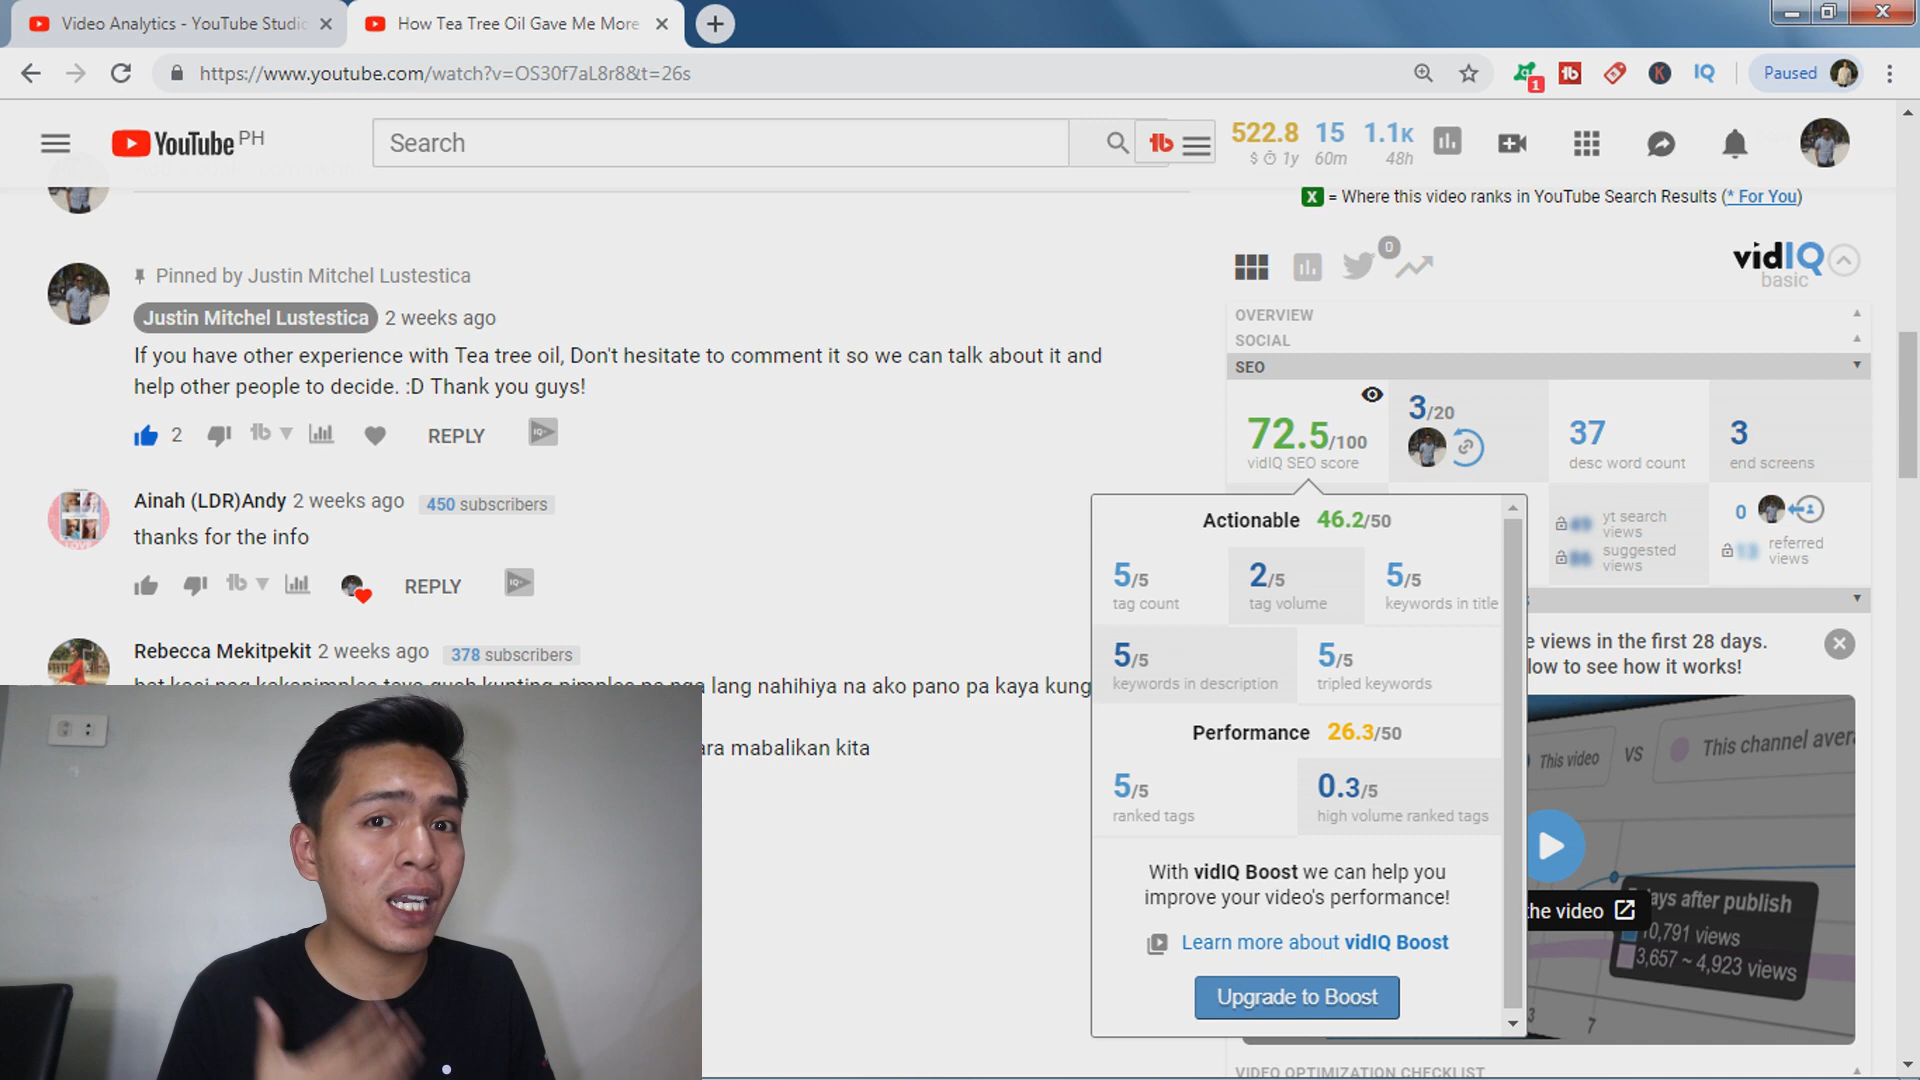 Video Analytics - YouTube Studio
How Tea Tree Oil Gave Me More
https://www.youtube.com/watch?v=OS30f7aL8r8&t=26s
1
K
IQ
Paused
YouTube PH
Search
522.8 15 1.1K
$ 1y 60m 48h
X = Where this video ranks in YouTube Search Results (* For You)
Pinned by Justin Mitchel Lustestica
Justin Mitchel Lustestica 2 weeks ago
If you have other experience with Tea tree oil, Don't hesitate to comment it so we can talk about it and
help other people to decide. :D Thank you guys!
2 REPLY
Ainah (LDR)Andy 2 weeks ago 450 subscribers
thanks for the info
REPLY
Rebecca Mekitpekit 2 weeks ago 378 subscribers
lang nahihiya na ako pano pa kaya kung
mabalikan kita
0
vidIQ
basic
OVERVIEW
SOCIAL
SEO
72.5/100
vidIQ SEO score
3/20
37
desc word count
3
end screens
yt search
views
suggested
views
0
referred
views
Actionable 46.2/50
5/5 2/5 5/5
tag count tag volume keywords in title
5/5 5/5
keywords in description tripled keywords
Performance 26.3/50
5/5 0.3/5
ranked tags high volume ranked tags
With vidIQ Boost we can help you
improve your video's performance!
Learn more about vidIQ Boost
Upgrade to Boost
views in the first 28 days.
to see how it works!
This video VS This channel
days after publish
10,791 views
3,657 ~ 4,923 views
the video
3
7
VIDEO OPTIMIZATION CHECKLIST